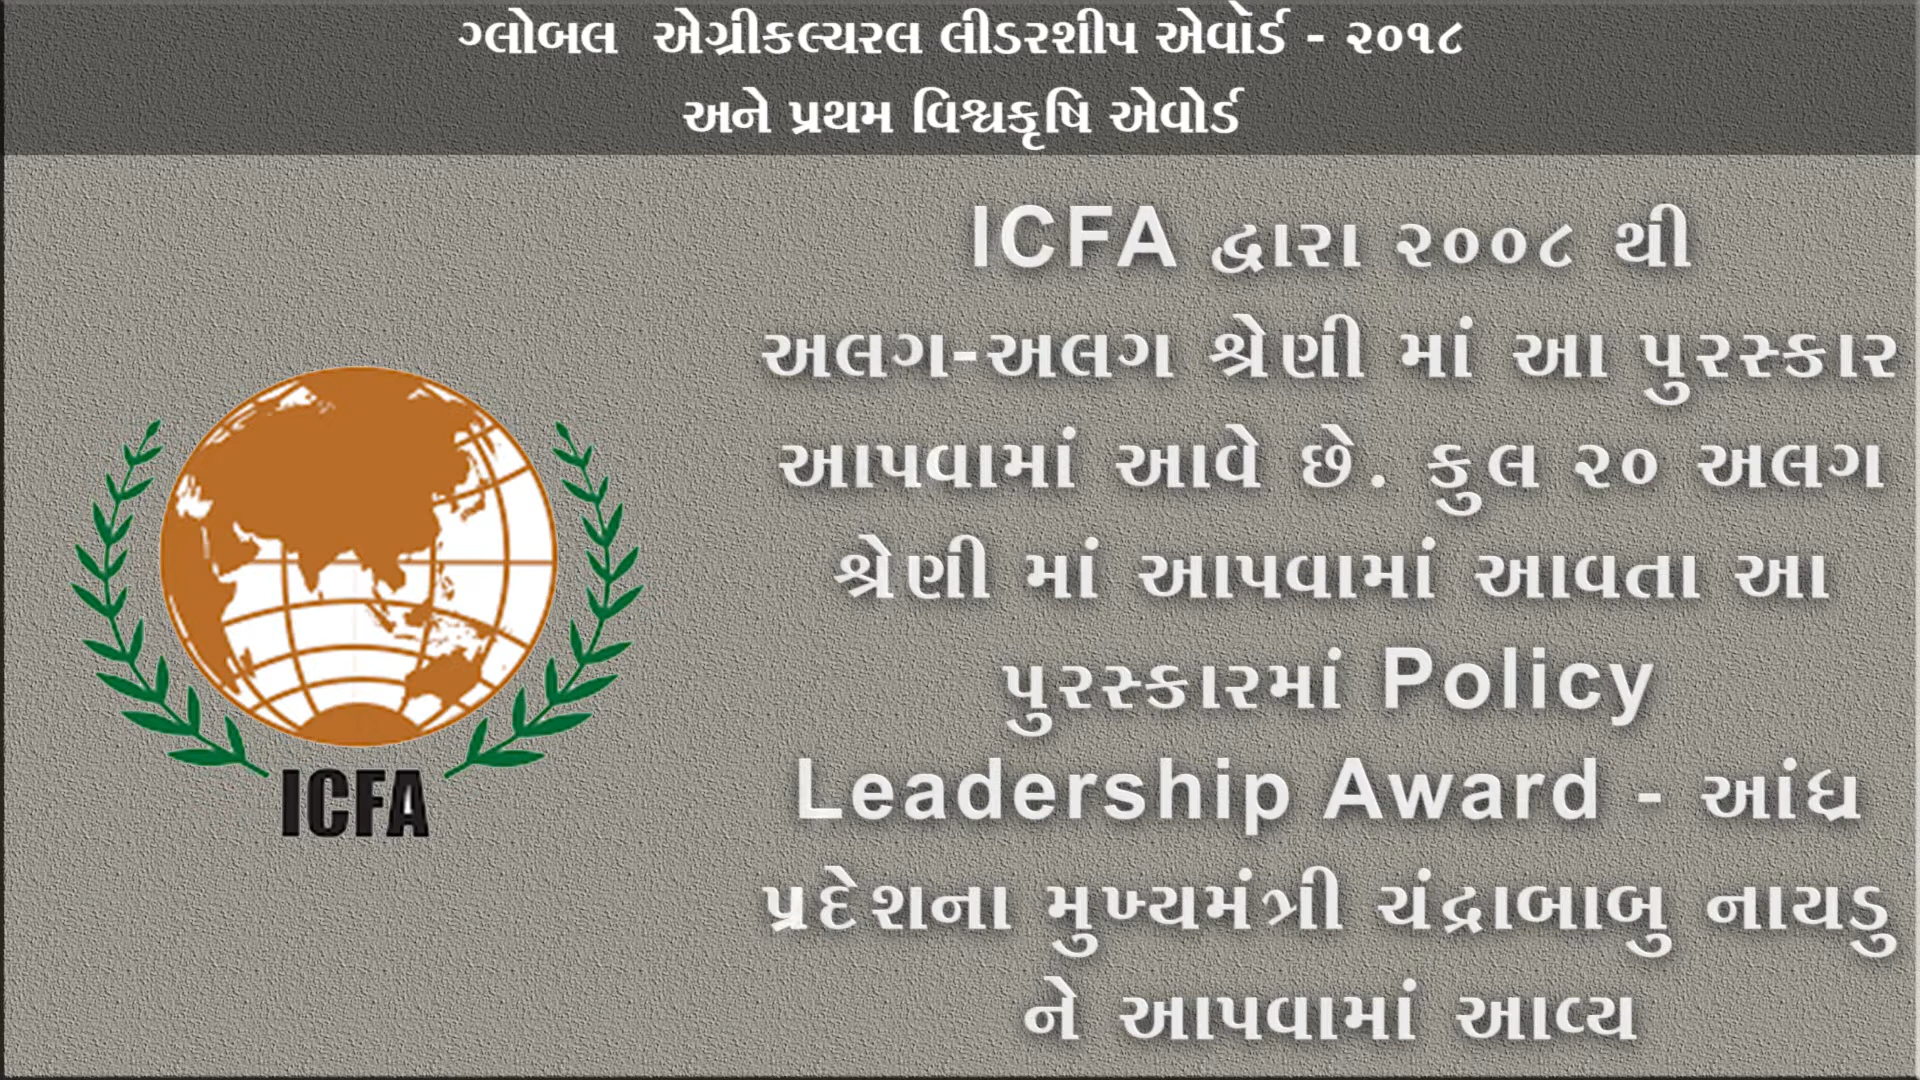 ગ્લોબલ એગ્રીકલ્ચરલ લીડરશીપ એવૉર્ડ - ૨૦૧૮
અને પ્રથમ વિશ્વકૃષિ એવોર્ડ
ICFA દ્વારા ૨૦૦૮ થી
અલગ-અલગ શ્રેણી માં આ પુરસ્કાર
આપવામાં આવે છે. કુલ ૨૦ અલગ
શ્રેણી માં આપવામાં આવતા આ
પુરસ્કારમાં Policy
Leadership Award - આંધ્ર
પ્રદેશના મુખ્યમંત્રી ચંદ્રાબાબુ નાયડુ
ને આપવામાં આવ્ય
ICFA